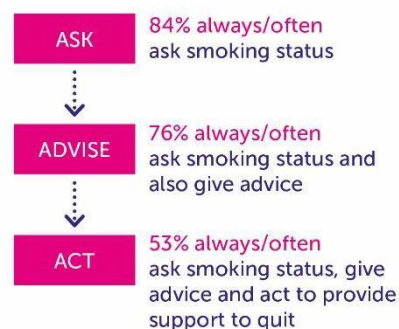 ASK
84% always/often
ask smoking status
ADVISE
76% always/often
ask smoking status and
also give advice
ACT
53% always/often
ask smoking status, give
advice and act to provide
support to quit